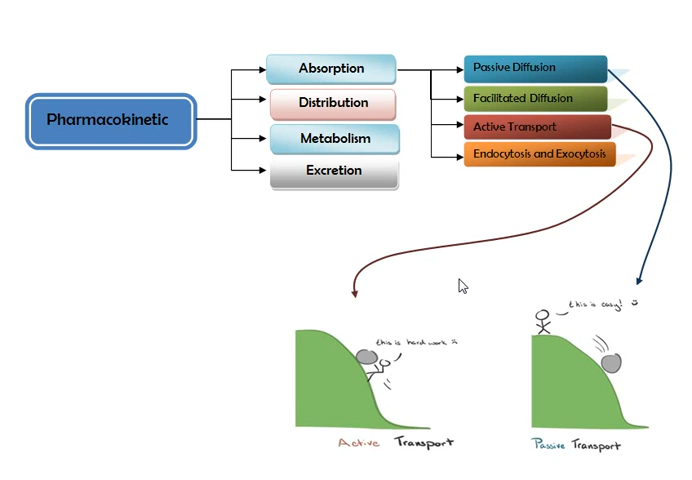 Pharmacokinetic
Absorption
Distribution
Metabolism
Excretion
Passive Diffusion
Facilitated Diffusion
Active Transport
Endocytosis and Exocytosis
this is hard work
Active Transport
this is easy!
Passive Transport